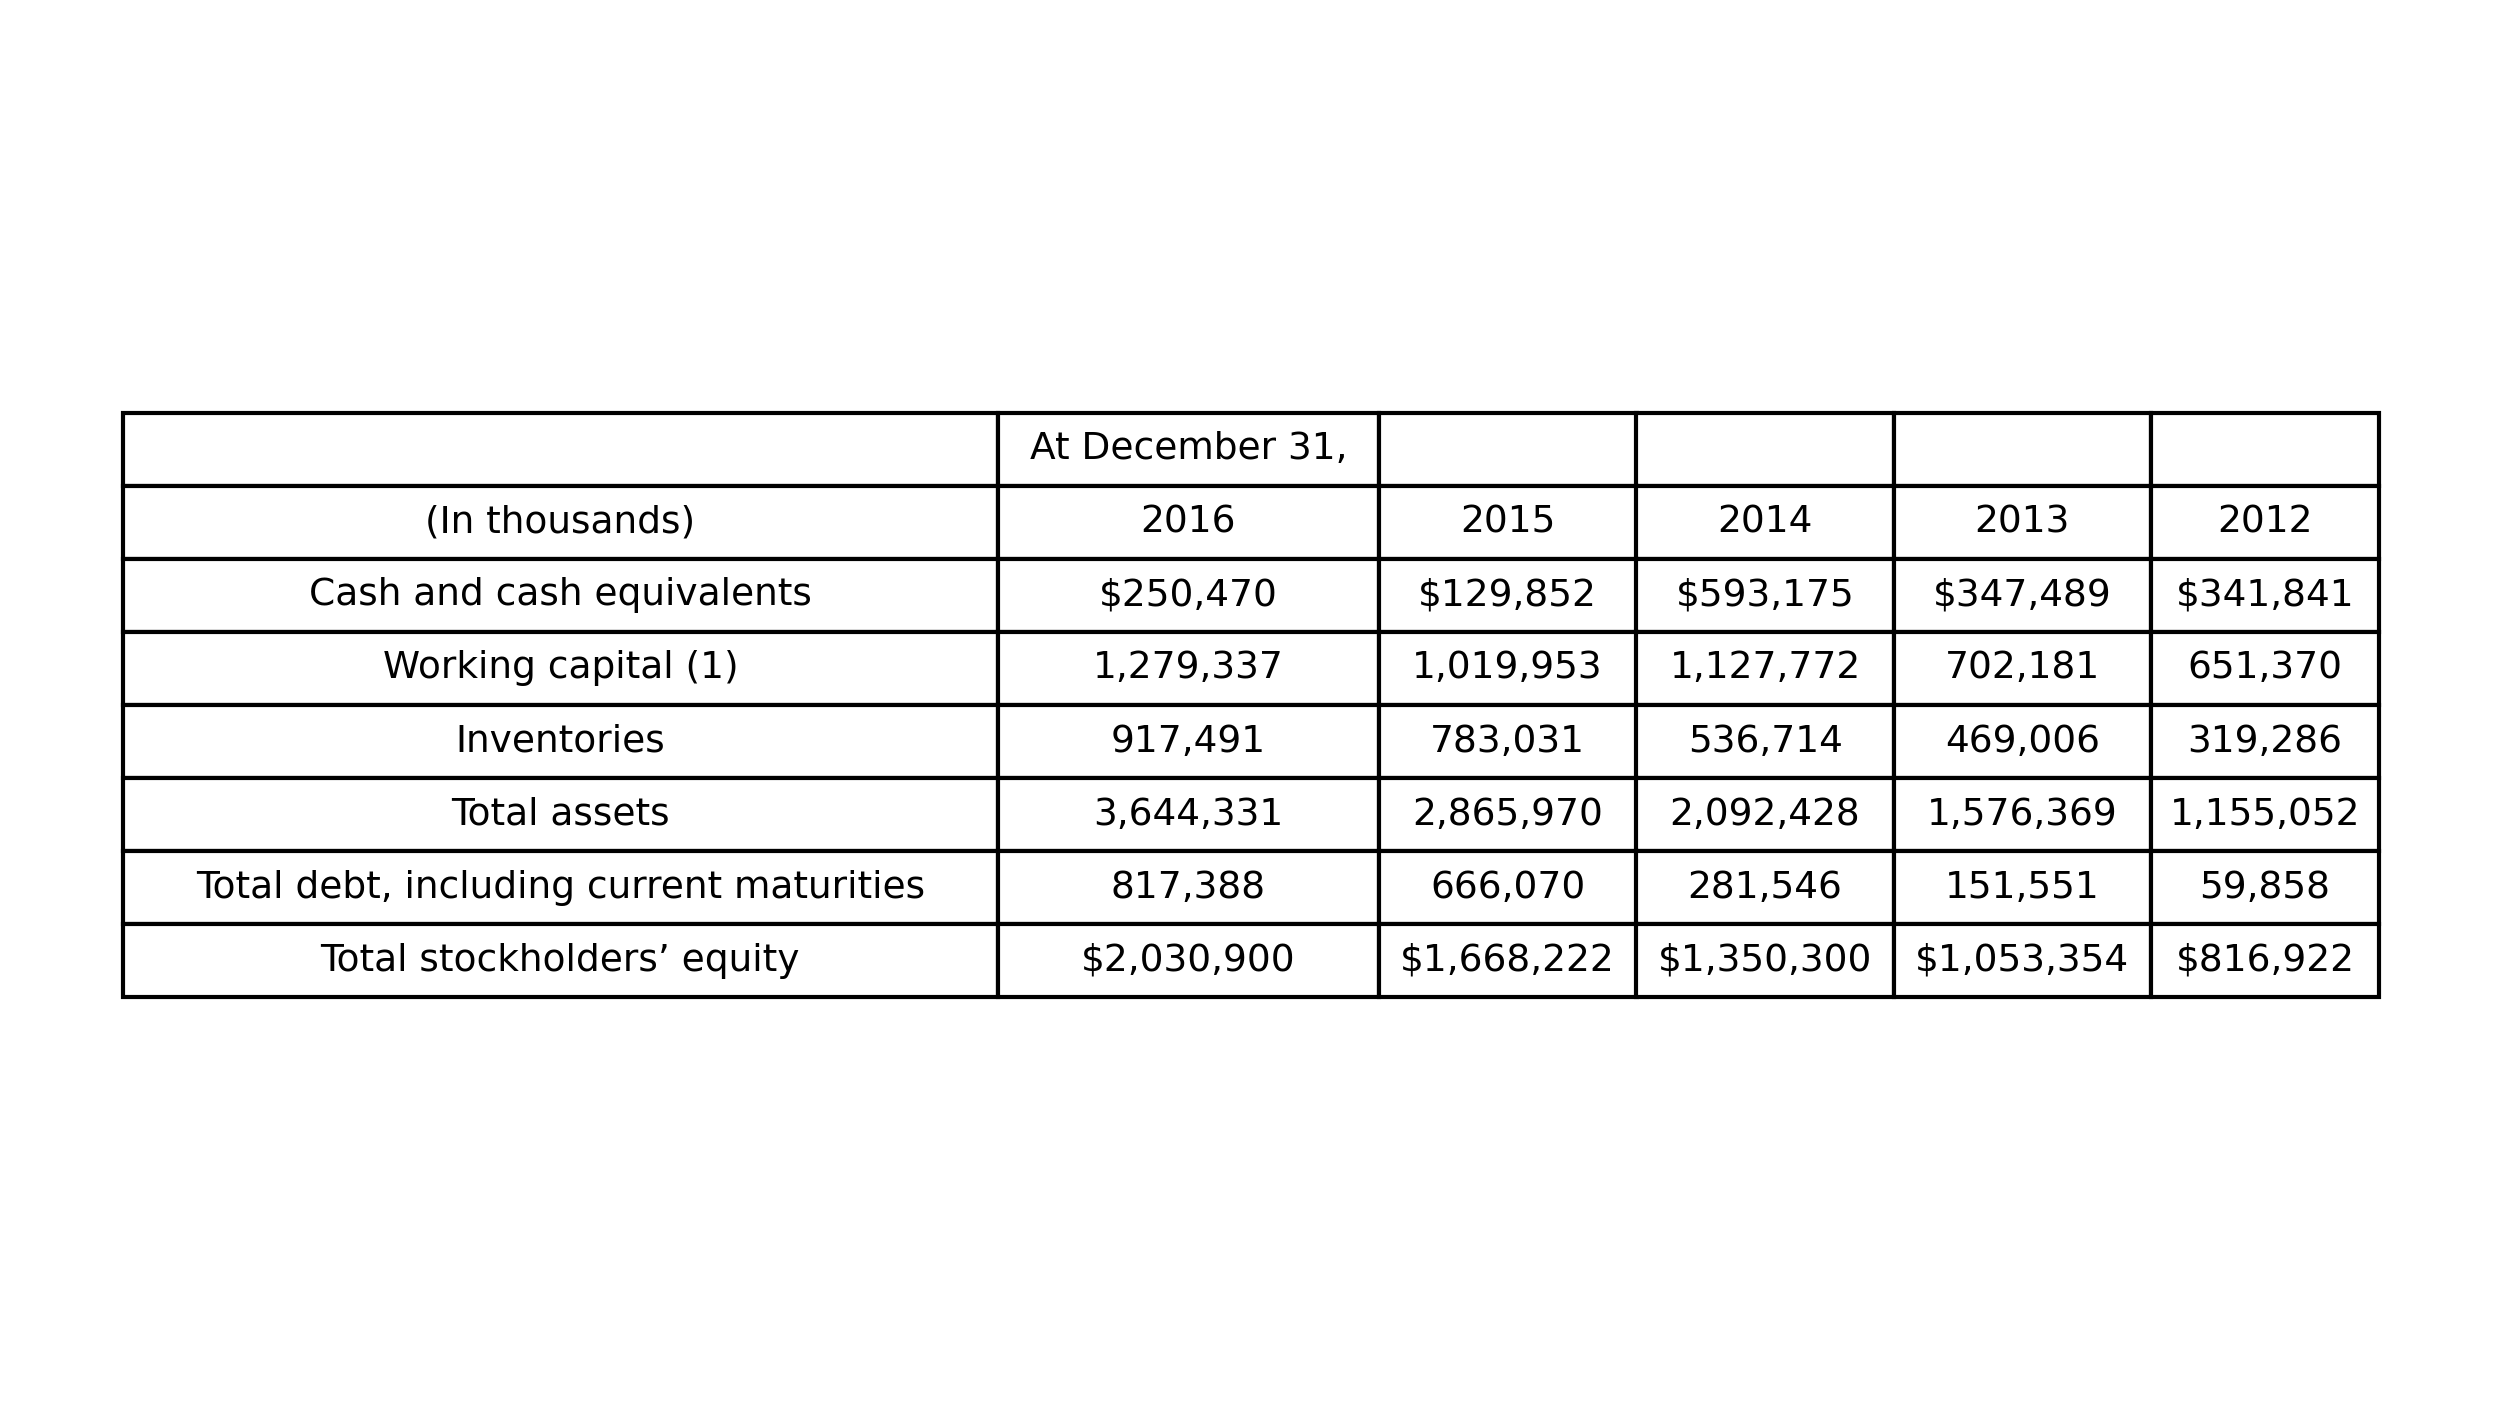 At December 31,
(In thousands) 2016 2015 2014 2013 2012
Cash and cash equivalents $250,470 $129,852 $593,175 $347,489 $341,841
Working capital (1) 1,279,337 1,019,953 1,127,772 702,181 651,370
Inventories 917,491 783,031 536,714 469,006 319,286
Total assets 3,644,331 2,865,970 2,092,428 1,576,369 1,155,052
Total debt, including current maturities 817,388 666,070 281,546 151,551 59,858
Total stockholders’ equity $2,030,900 $1,668,222 $1,350,300 $1,053,354 $816,922